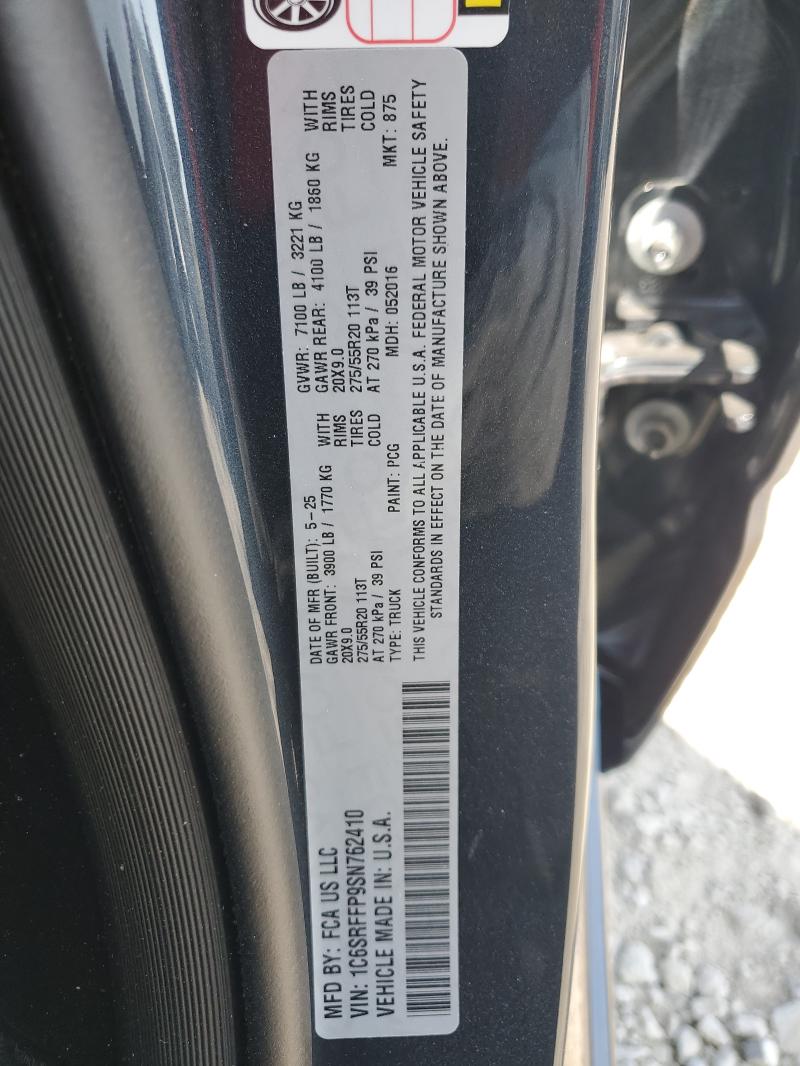 MFD BY: FCA US LLC
VIN: 1C6SRFFP9SN762410
VEHICLE MADE IN: U.S.A.
DATE OF MFR (BUILT): 5-25
GAWR FRONT: 3900 LB / 1770 KG WITH
20X9.0 RIMS
275/55R20 113T TIRES
AT 270 kPa / 39 PSI COLD
TYPE: TRUCK PAINT: PCG
GVWR: 7100 LB / 3221 KG
GAWR REAR: 4100 LB / 1860 KG WITH
20X9.0 RIMS
275/55R20 113T TIRES
AT 270 kPa / 39 PSI COLD
MDH: 052016 MKT: 875
THIS VEHICLE CONFORMS TO ALL APPLICABLE U.S.A. FEDERAL MOTOR VEHICLE SAFETY
STANDARDS IN EFFECT ON THE DATE OF MANUFACTURE SHOWN ABOVE.